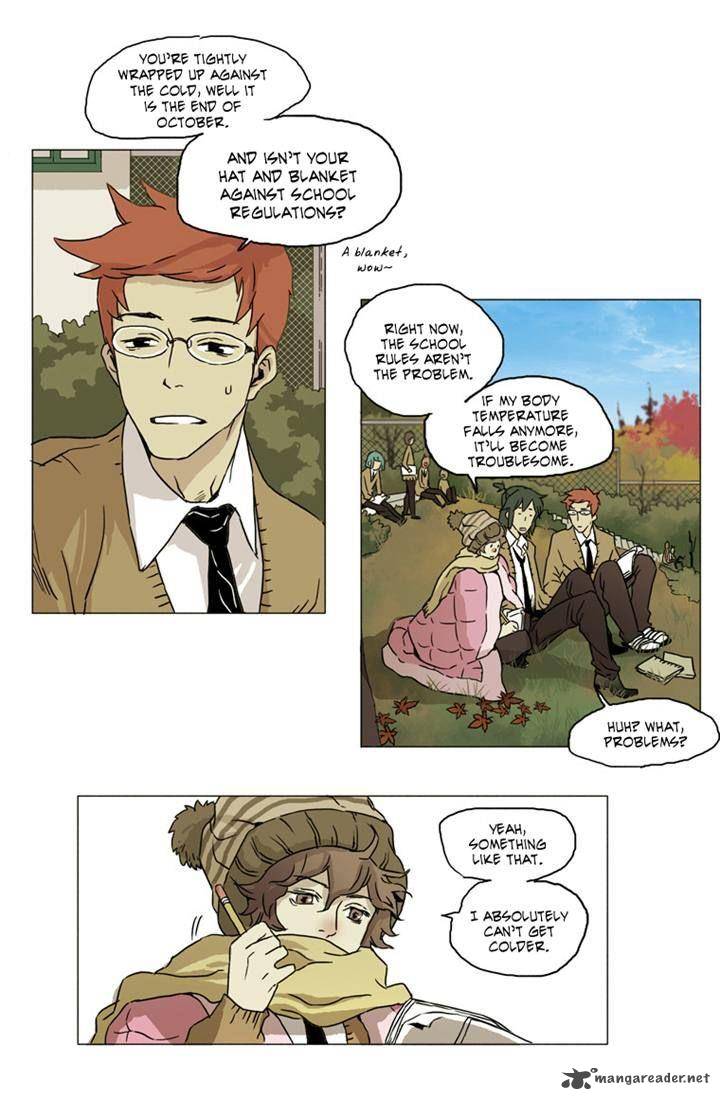 YOU'RE TIGHTLY
WRAPPED UP AGAINST
THE COLD, WELL IT
IS THE END OF
OCTOBER.
AND ISN'T YOUR
HAT AND BLANKET
AGAINST SCHOOL
REGULATIONS?
A blanket,
wow~
RIGHT NOW,
THE SCHOOL
RULES AREN'T
THE PROBLEM.
IF MY BODY
TEMPERATURE
FALLS ANYMORE,
IT'LL BECOME
TROUBLESOME.
HUH? WHAT,
PROBLEMS?
YEAH,
SOMETHING
LIKE THAT.
I ABSOLUTELY
CAN'T GET
COLDER.
mangareader.net